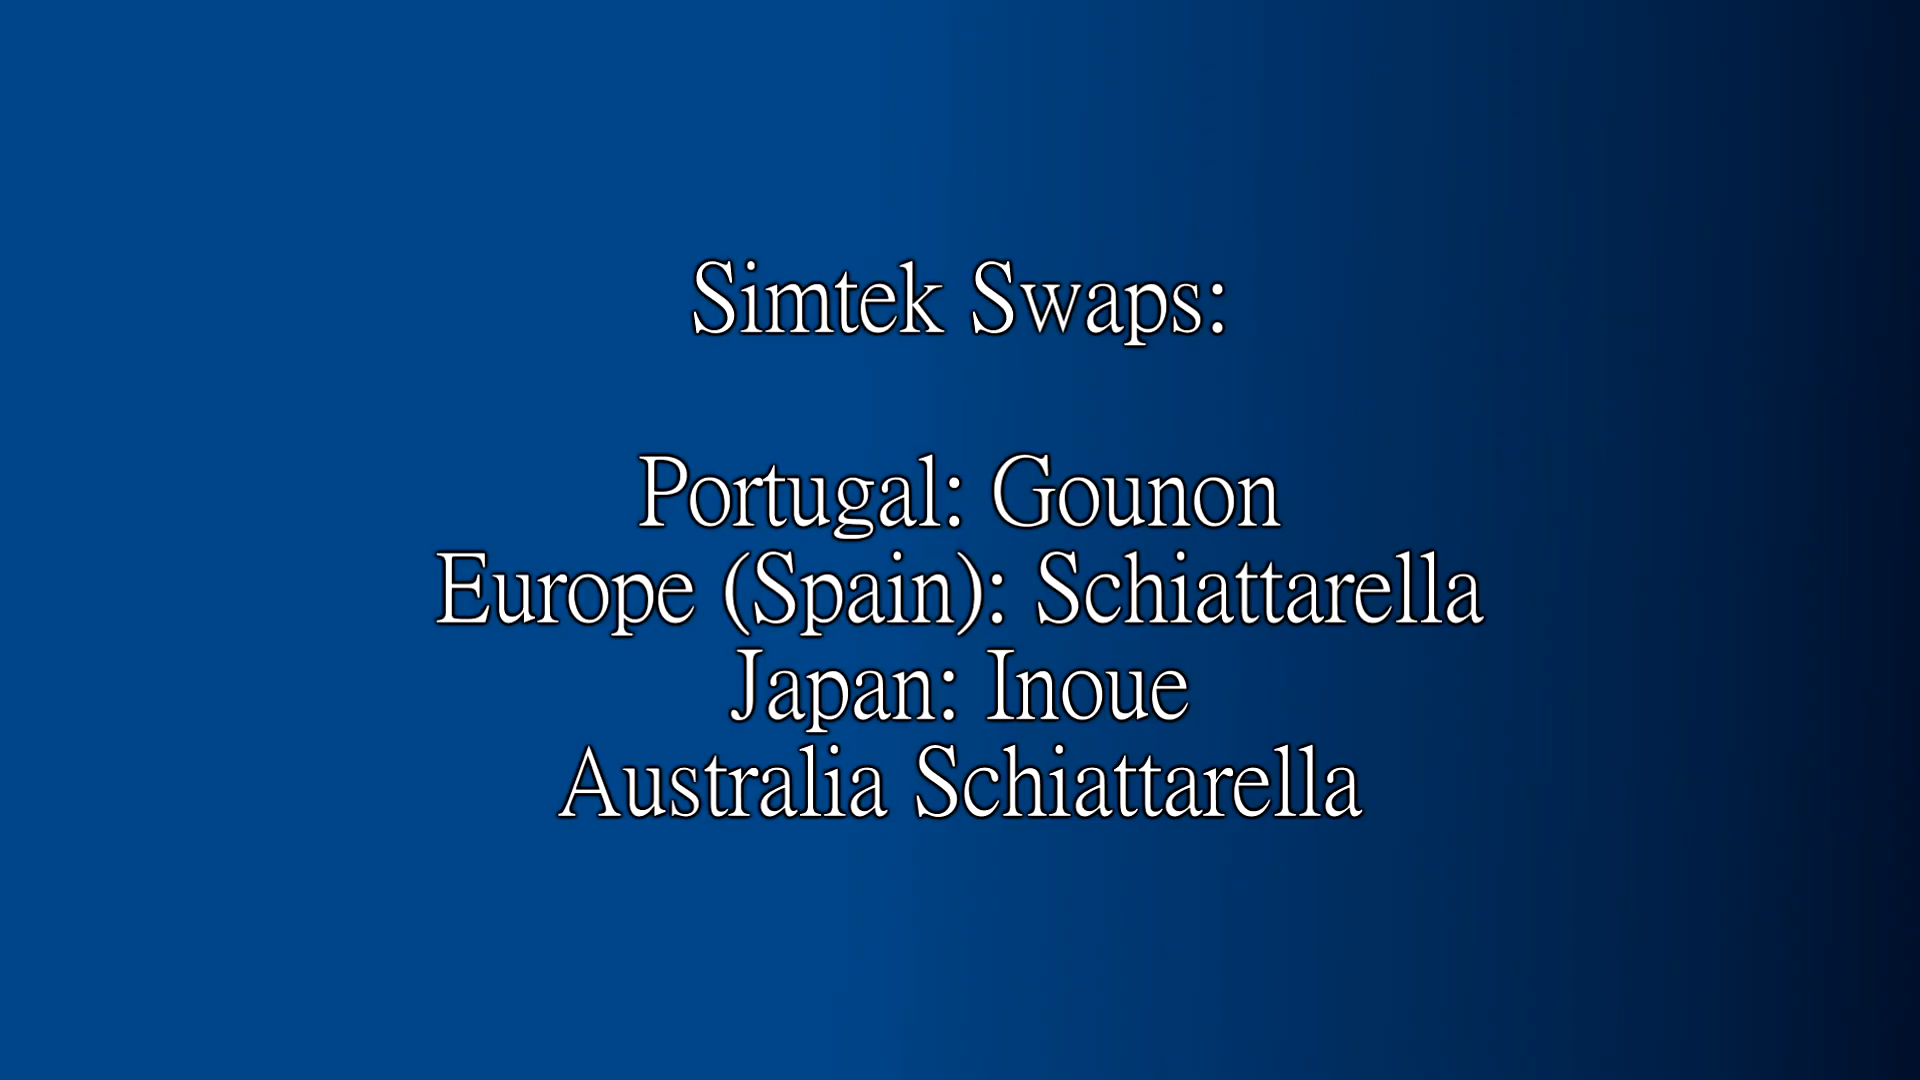 Simtek Swaps:
Portugal: Gounon
Europe (Spain): Schiattarella
Japan: Inoue
Australia Schiattarella